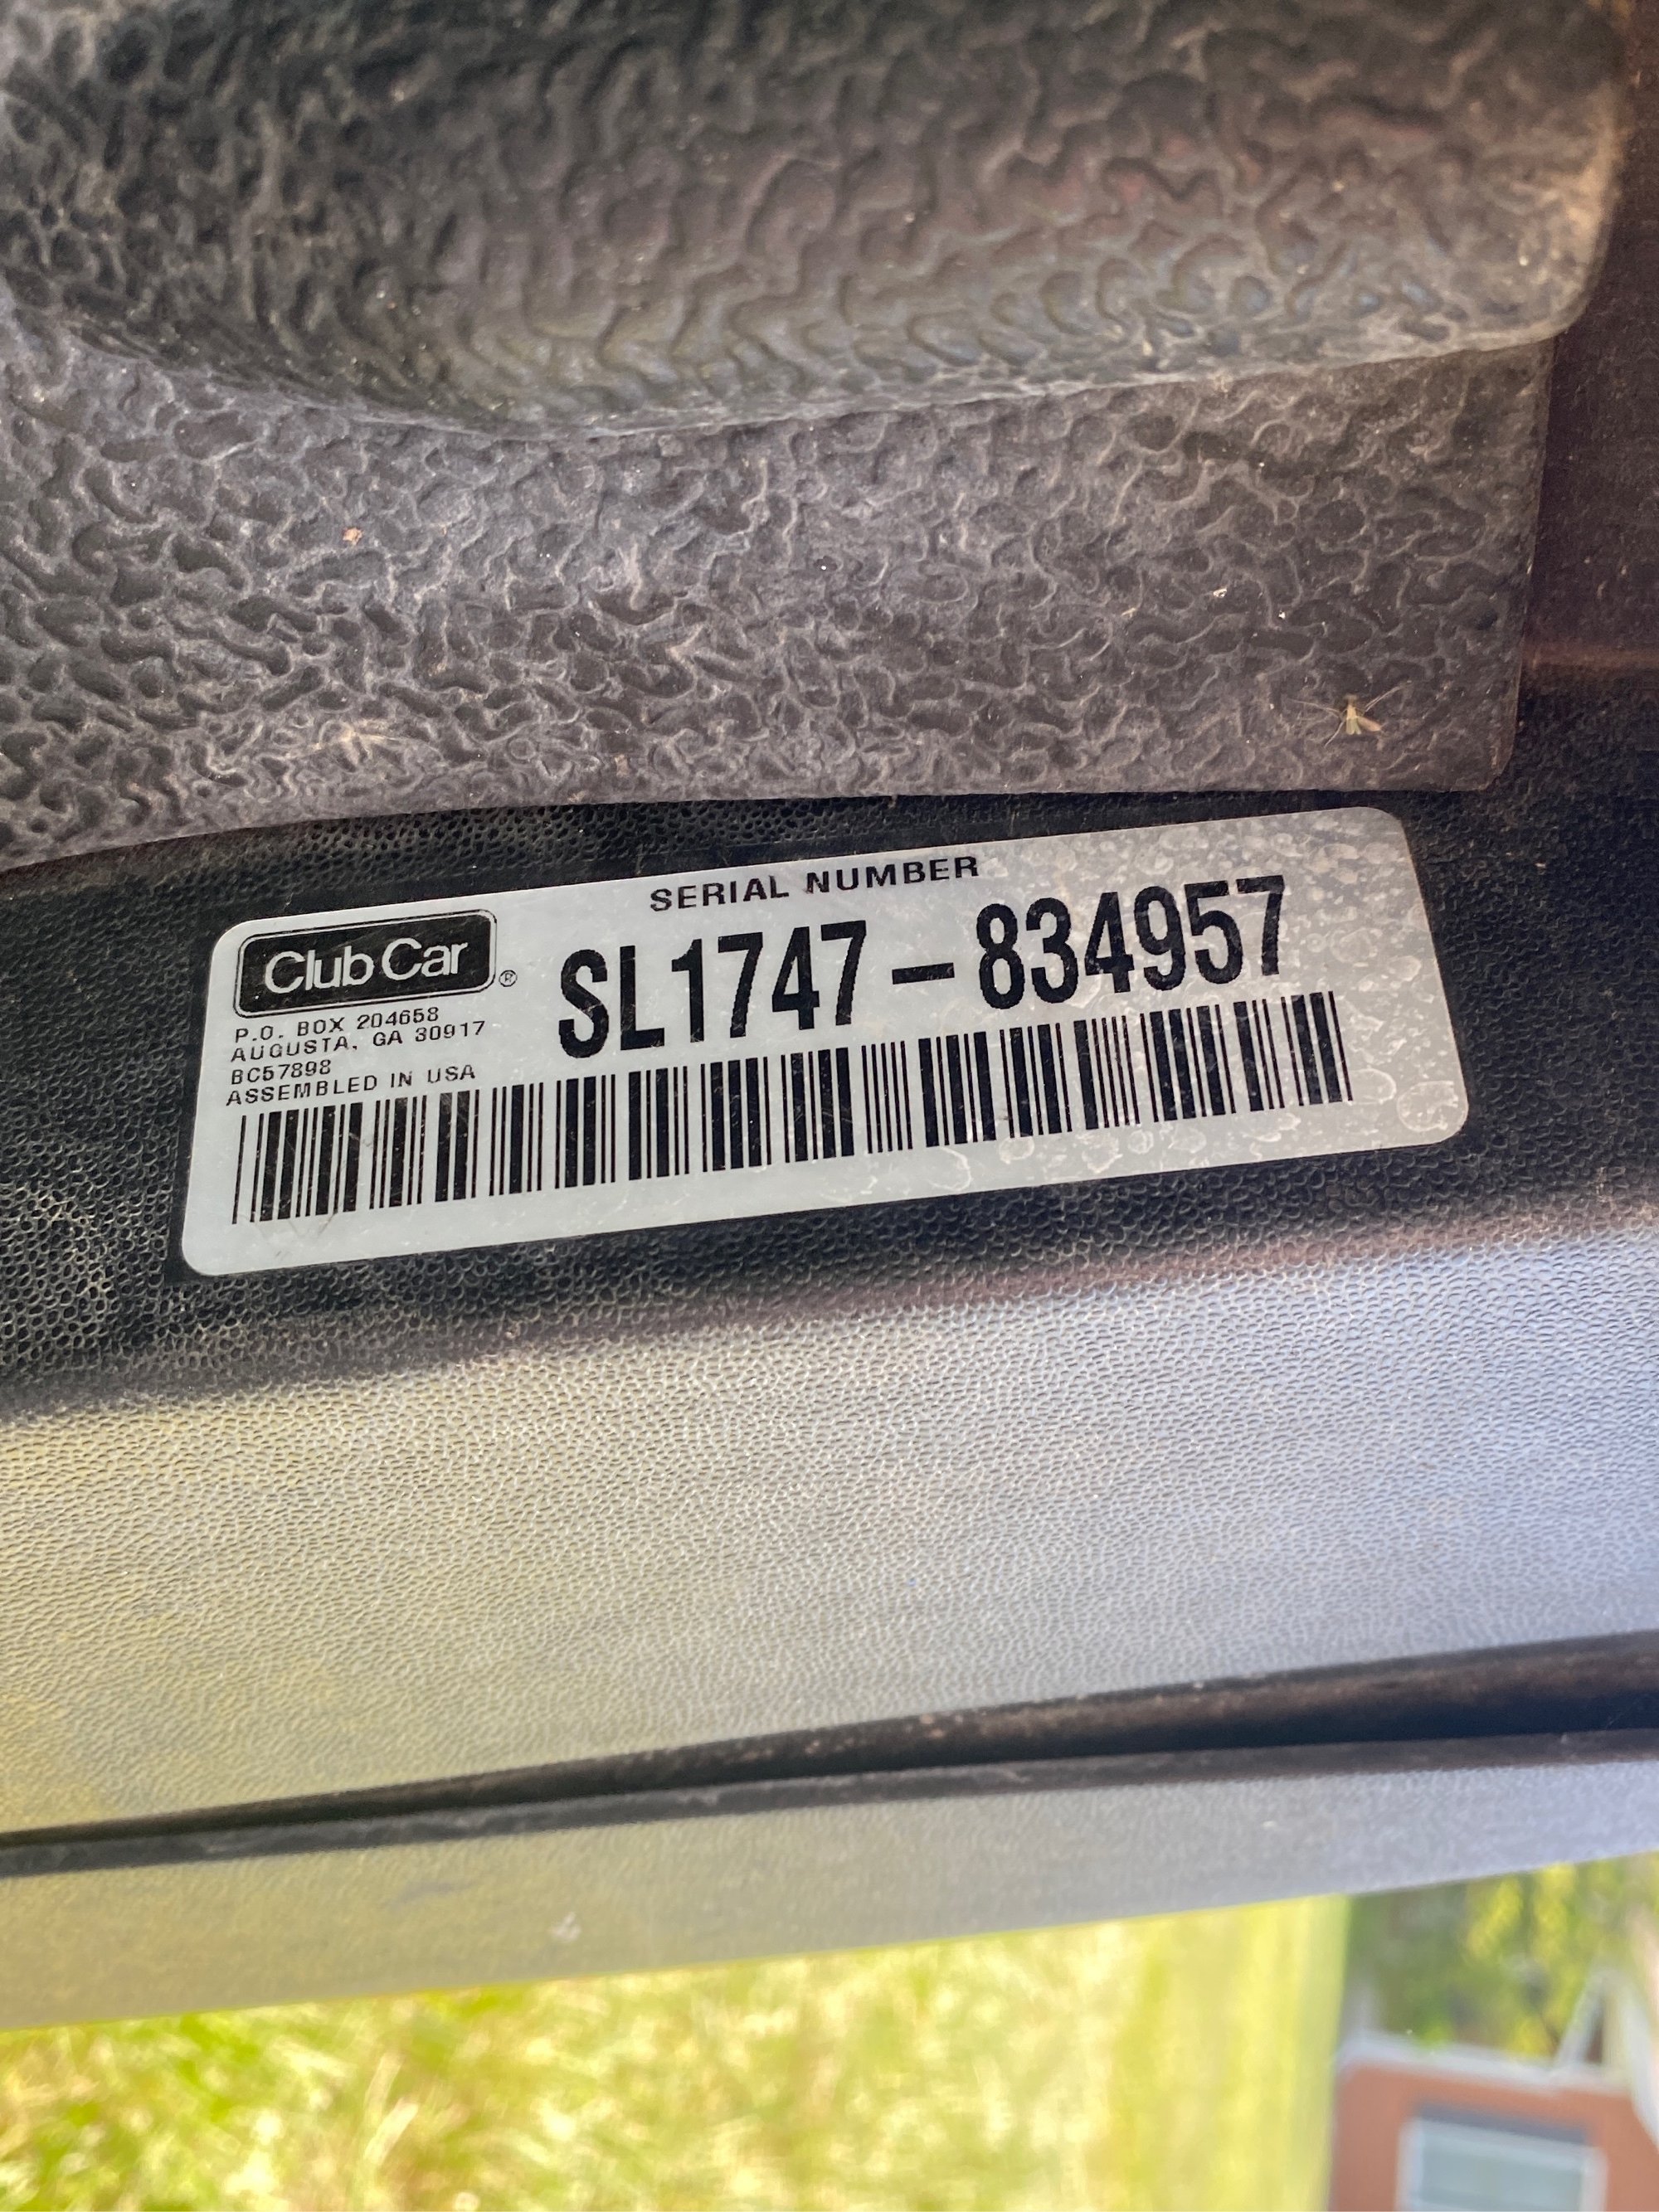 SERIAL NUMBER
Club Car®
SL1747-834957
P.O. BOX 204658
AUGUSTA, GA 30917
BC57898
ASSEMBLED IN USA